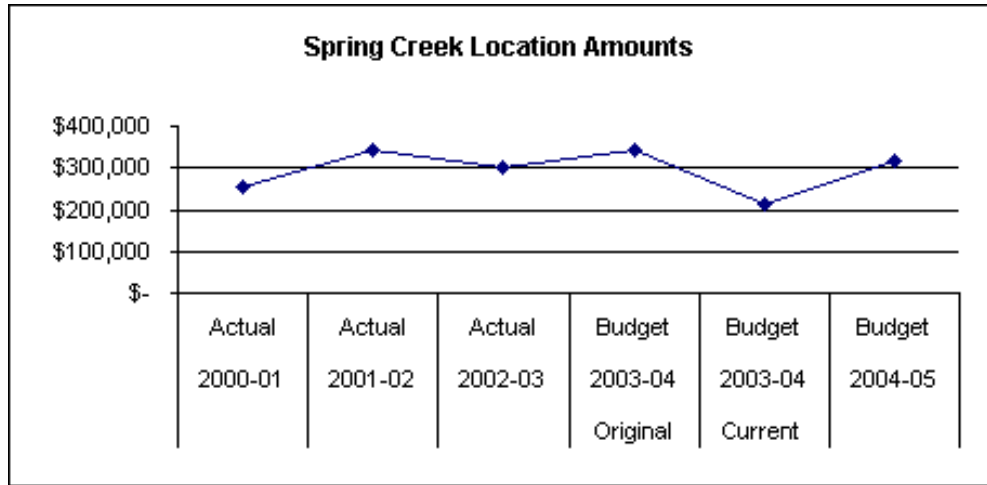 Spring Creek Location Amounts
$400,000
$300,000
$200,000
$100,000
$-
Actual Actual Actual Budget Budget Budget
2000-01 2001-02 2002-03 2003-04 2003-04 2004-05
Original Current